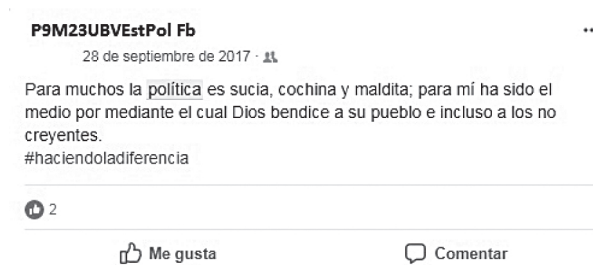 P9M23UBVEstPol Fb
28 de septiembre de 2017 ·
Para muchos la política es sucia, cochina y maldita; para mí ha sido el
medio por mediante el cual Dios bendice a su pueblo e incluso a los no
creyentes.
#haciendoladiferencia
2
Me gusta
Comentar